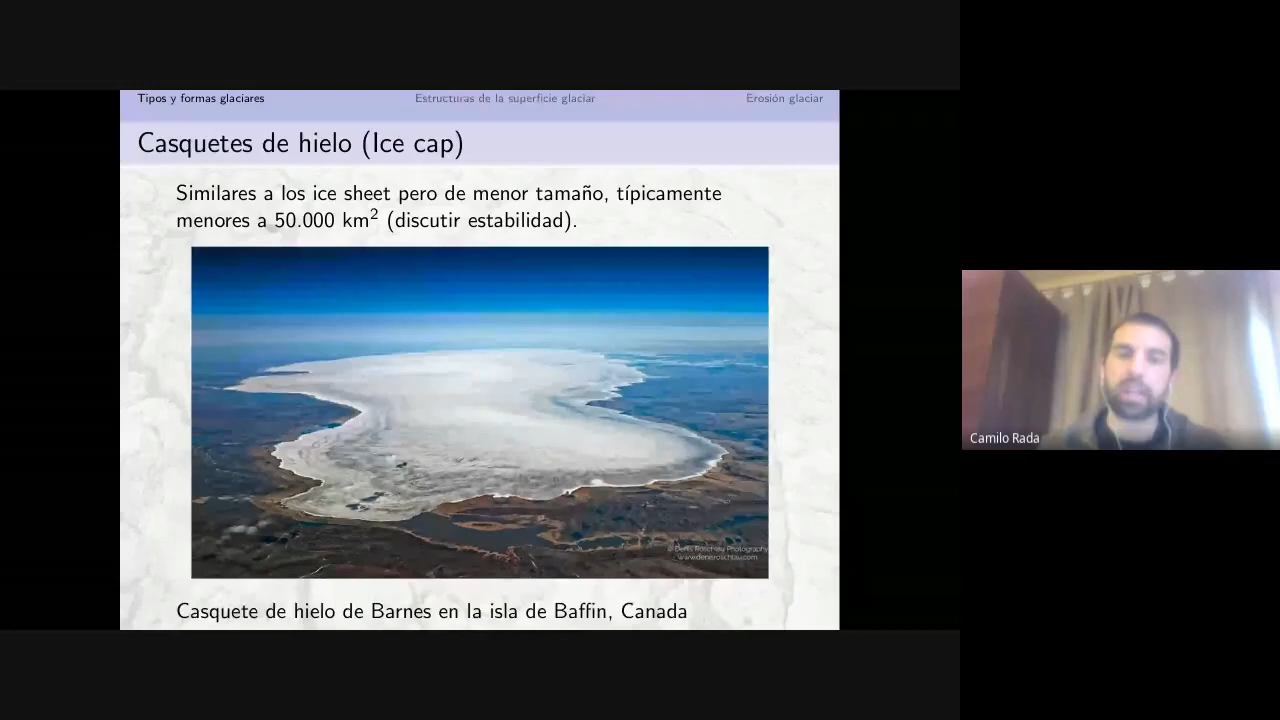 Tipos y formas glaciares
Estructuras de la superficie glaciar
Erosión glaciar
Casquetes de hielo (Ice cap)
Similares a los ice sheet pero de menor tamaño, típicamente
menores a 50.000 km² (discutir estabilidad).
Photography
Casquete de hielo de Barnes en la isla de Baffin, Canada
Camilo Rada